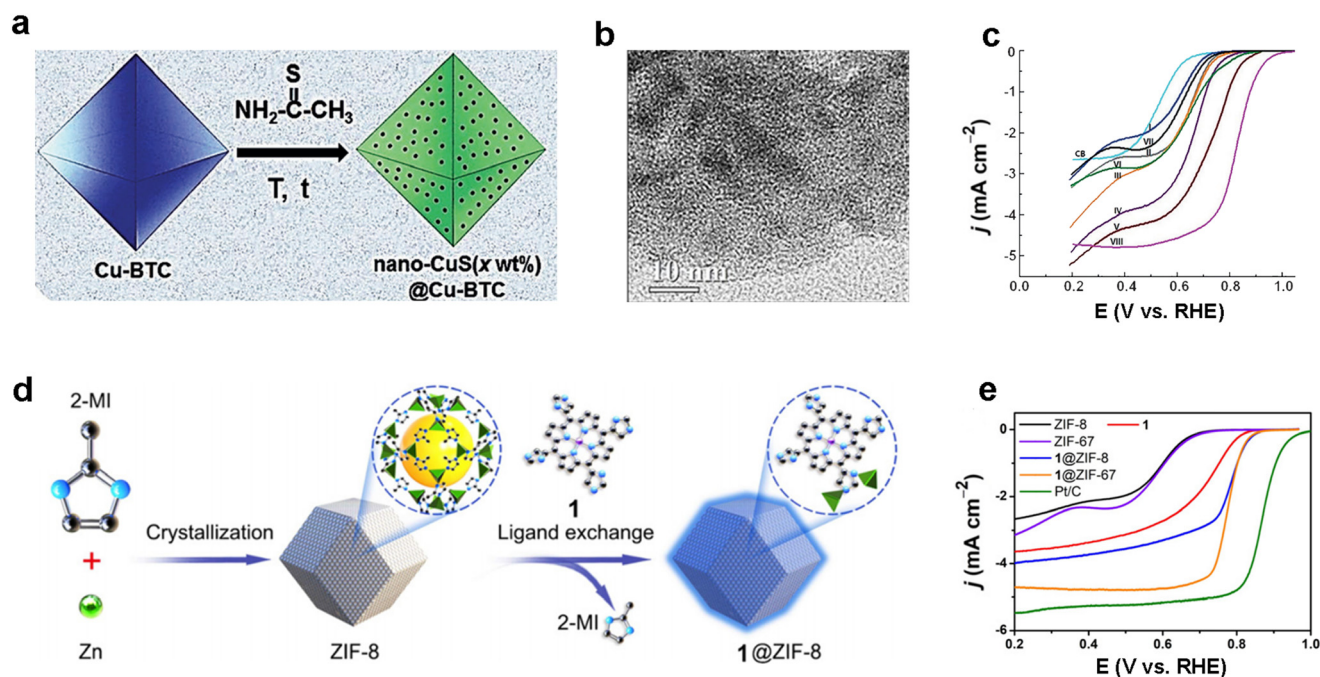 a
S
NH₂-C-CH₃
T, t
Cu-BTC
nano-CuS(x wt%)
@Cu-BTC
b
10 nm
c
j (mA cm⁻²)
0
-1
-2
-3
-4
-5
CB
I
VII
II
VI
III
IV
V
VIII
0.0 0.2 0.4 0.6 0.8 1.0
E (V vs. RHE)
d
2-MI
+
Zn
Crystallization
ZIF-8
1
Ligand exchange
2-MI
1@ZIF-8
e
j (mA cm⁻²)
0
-2
-4
-6
ZIF-8 1
ZIF-67
1@ZIF-8
1@ZIF-67
Pt/C
0.2 0.4 0.6 0.8 1.0
E (V vs. RHE)